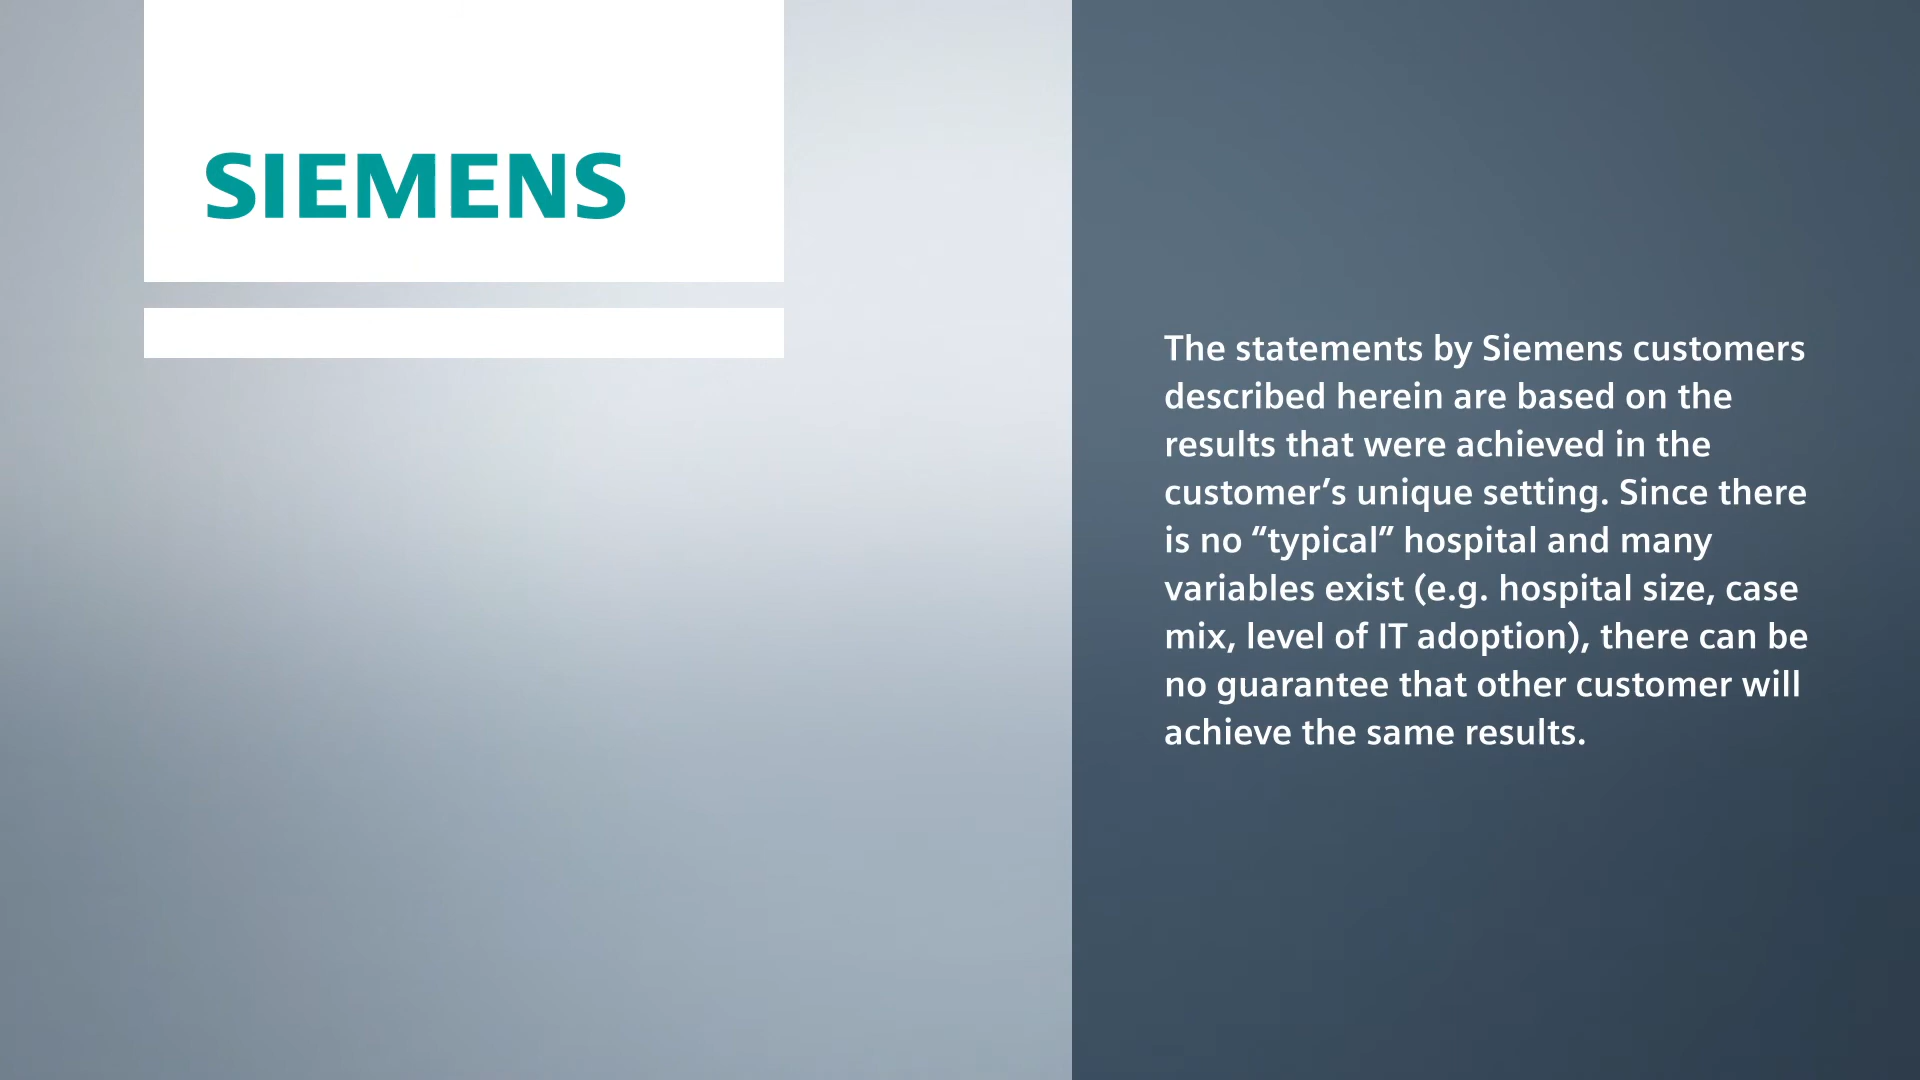 SIEMENS
The statements by Siemens customers
described herein are based on the
results that were achieved in the
customer’s unique setting. Since there
is no “typical” hospital and many
variables exist (e.g. hospital size, case
mix, level of IT adoption), there can be
no guarantee that other customer will
achieve the same results.